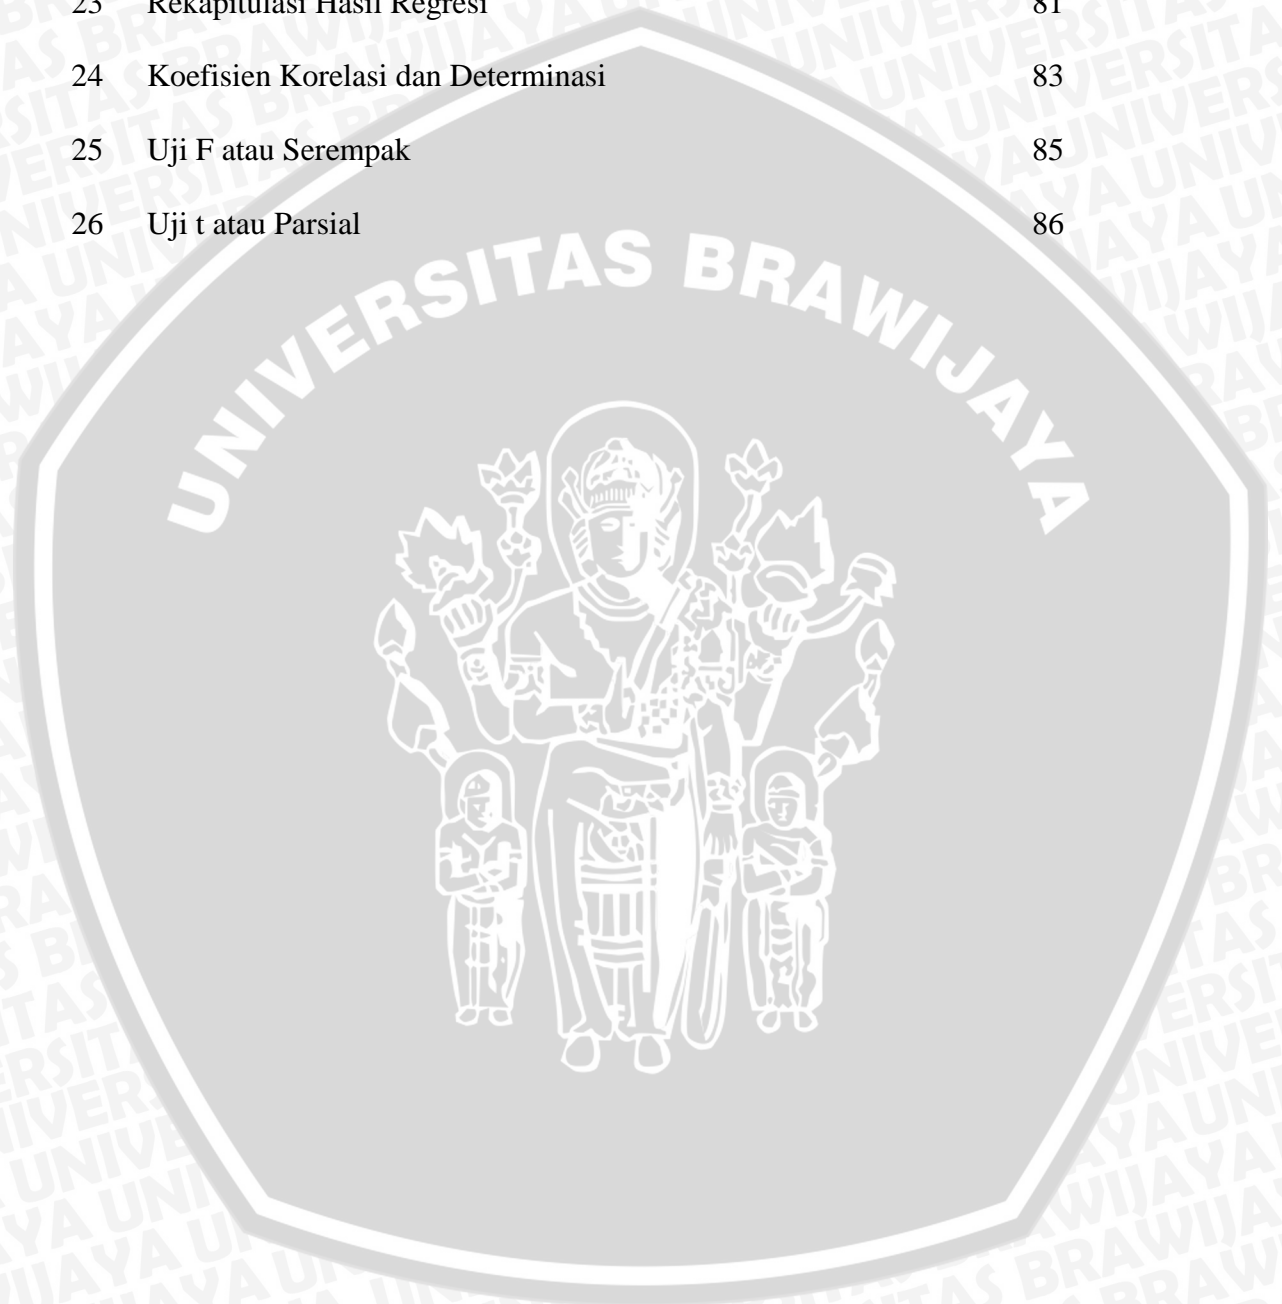 23 Rekapitulasi Hasil Regresi 81
24 Koefisien Korelasi dan Determinasi 83
25 Uji F atau Serempak 85
26 Uji t atau Parsial 86
UNIVERSITAS BRAWIJAYA